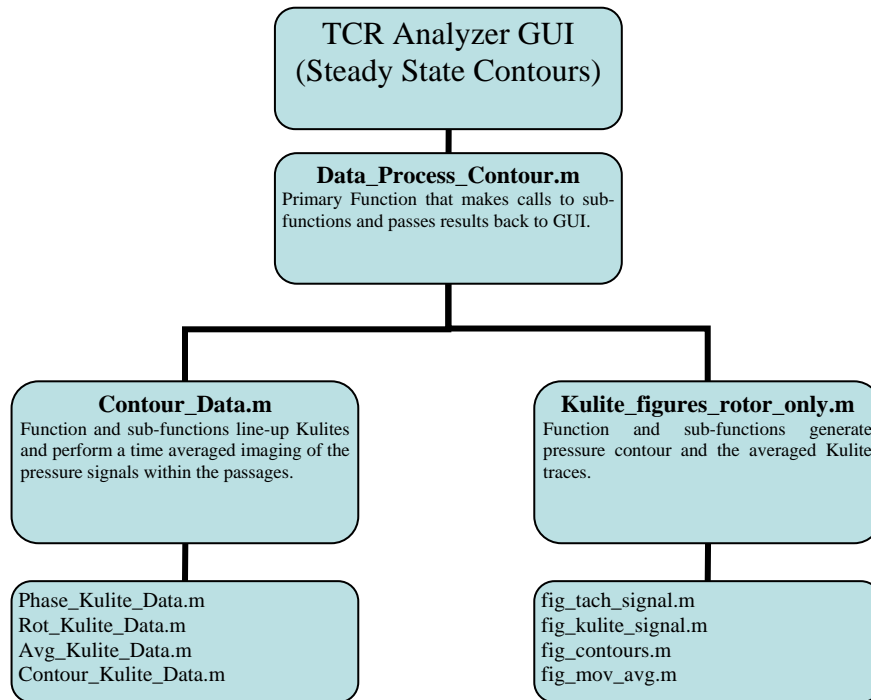 TCR Analyzer GUI
(Steady State Contours)
Data_Process_Contour.m
Primary Function that makes calls to sub-
functions and passes results back to GUI.
Contour_Data.m
Function and sub-functions line-up Kulites
and perform a time averaged imaging of the
pressure signals within the passages.
Kulite_figures_rotor_only.m
Function and sub-functions generate
pressure contour and the averaged Kulite
traces.
Phase_Kulite_Data.m
Rot_Kulite_Data.m
Avg_Kulite_Data.m
Contour_Kulite_Data.m
fig_tach_signal.m
fig_kulite_signal.m
fig_contours.m
fig_mov_avg.m